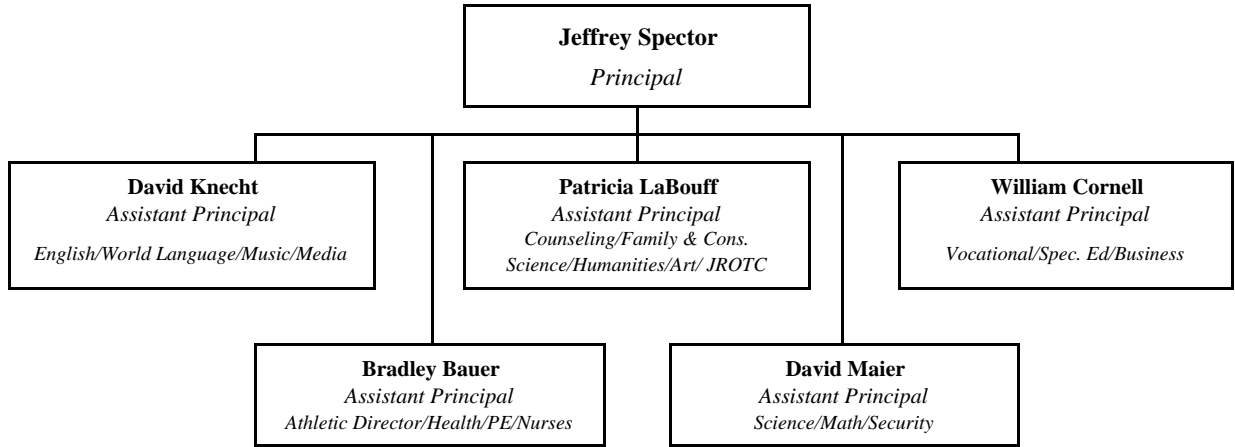 Jeffrey Spector
Principal
David Knecht
Assistant Principal
English/World Language/Music/Media
Patricia LaBouff
Assistant Principal
Counseling/Family & Cons.
Science/Humanities/Art/ JROTC
William Cornell
Assistant Principal
Vocational/Spec. Ed/Business
Bradley Bauer
Assistant Principal
Athletic Director/Health/PE/Nurses
David Maier
Assistant Principal
Science/Math/Security